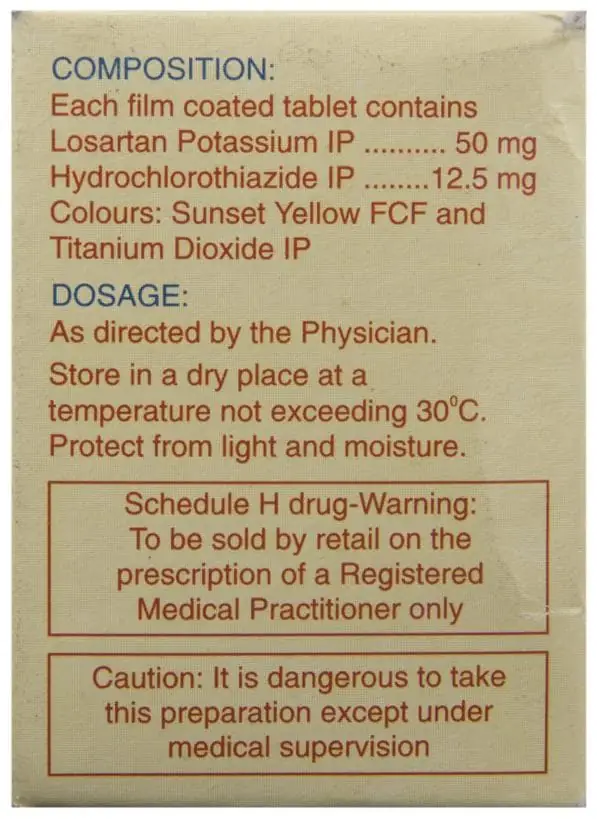 COMPOSITION:
Each film coated tablet contains
Losartan Potassium IP .......... 50 mg
Hydrochlorothiazide IP ........12.5 mg
Colours: Sunset Yellow FCF and
Titanium Dioxide IP
DOSAGE:
As directed by the Physician.
Store in a dry place at a
temperature not exceeding 30⁰C.
Protect from light and moisture.
Schedule H drug-Warning:
To be sold by retail on the
prescription of a Registered
Medical Practitioner only
Caution: It is dangerous to take
this preparation except under
medical supervision